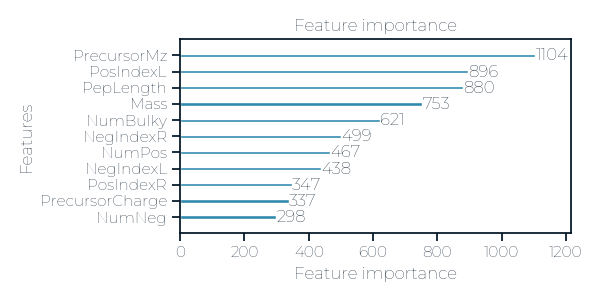 Feature importance
Features
PrecursorMz 1104
PosIndexL 896
PepLength 880
Mass 753
NumBulky 621
NegIndexR 499
NumPos 467
NegIndexL 438
PosIndexR 347
PrecursorCharge 337
NumNeg 298
0 200 400 600 800 1000 1200
Feature importance